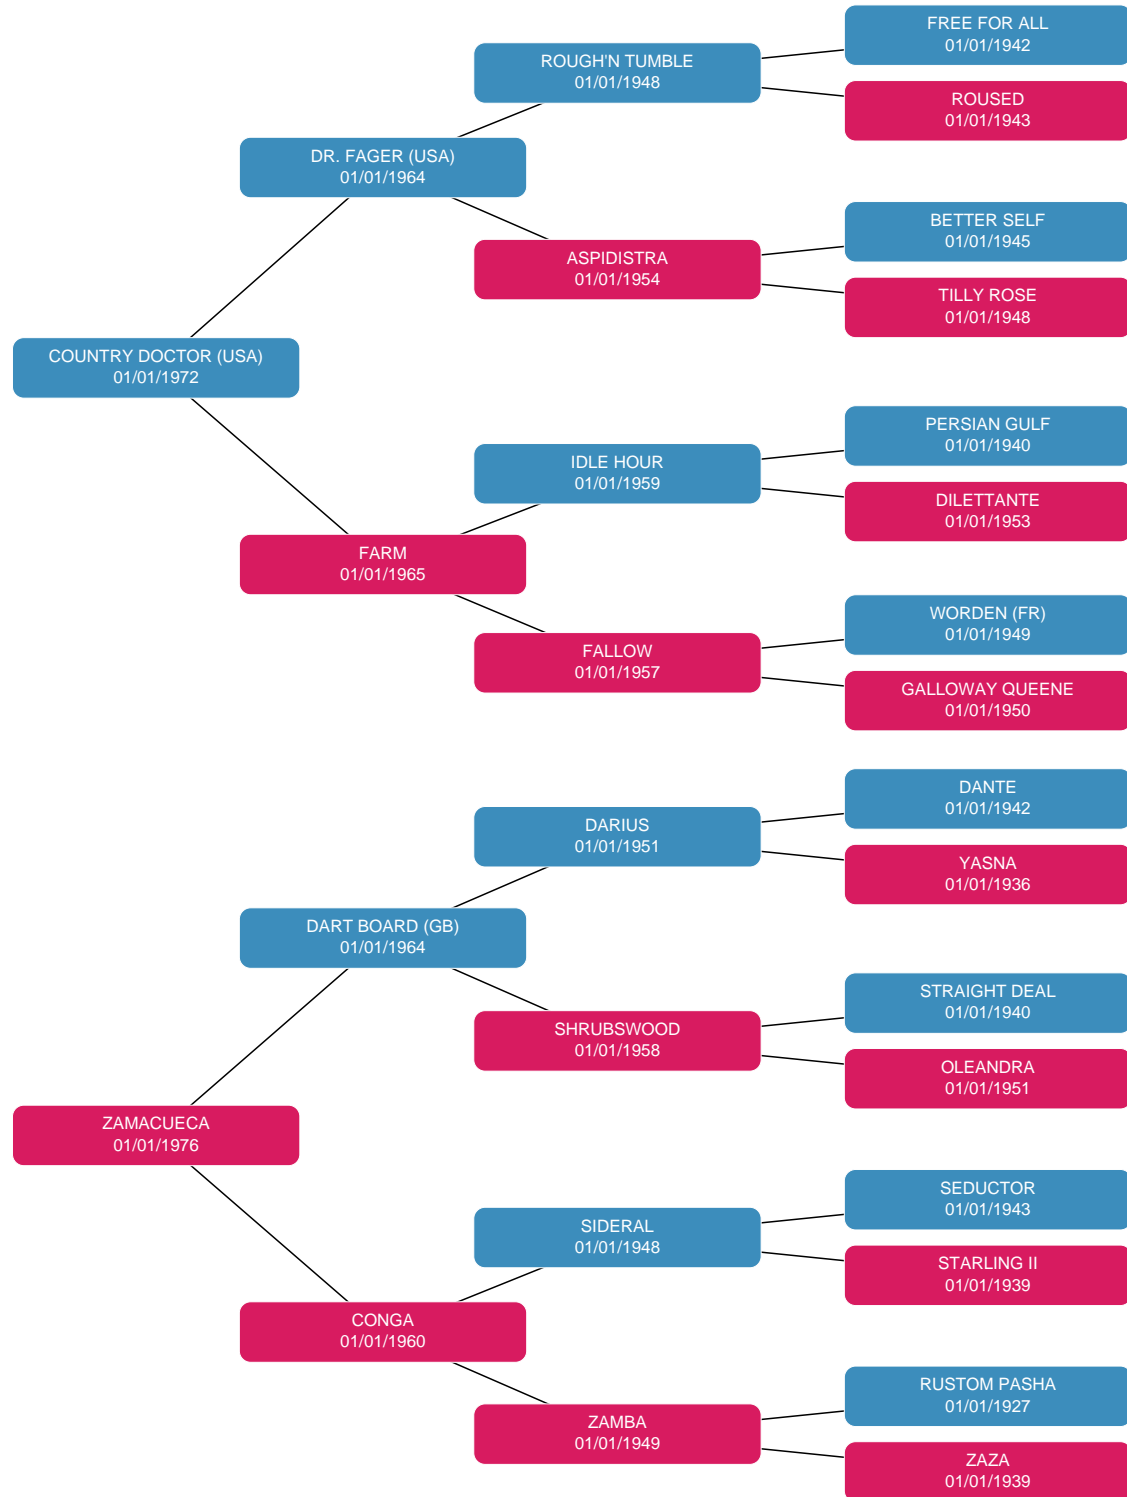 FREE FOR ALL
01/01/1942
ROUGH'N TUMBLE
01/01/1948
ROUSED
01/01/1943
DR. FAGER (USA)
01/01/1964
BETTER SELF
01/01/1945
ASPIDISTRA
01/01/1954
TILLY ROSE
01/01/1948
COUNTRY DOCTOR (USA)
01/01/1972
PERSIAN GULF
01/01/1940
IDLE HOUR
01/01/1959
DILETTANTE
01/01/1953
FARM
01/01/1965
WORDEN (FR)
01/01/1949
FALLOW
01/01/1957
GALLOWAY QUEENE
01/01/1950
DANTE
01/01/1942
DARIUS
01/01/1951
YASNA
01/01/1936
DART BOARD (GB)
01/01/1964
STRAIGHT DEAL
01/01/1940
SHRUBSWOOD
01/01/1958
OLEANDRA
01/01/1951
ZAMACUECA
01/01/1976
SEDUCTOR
01/01/1943
SIDERAL
01/01/1948
STARLING II
01/01/1939
CONGA
01/01/1960
RUSTOM PASHA
01/01/1927
ZAMBA
01/01/1949
ZAZA
01/01/1939